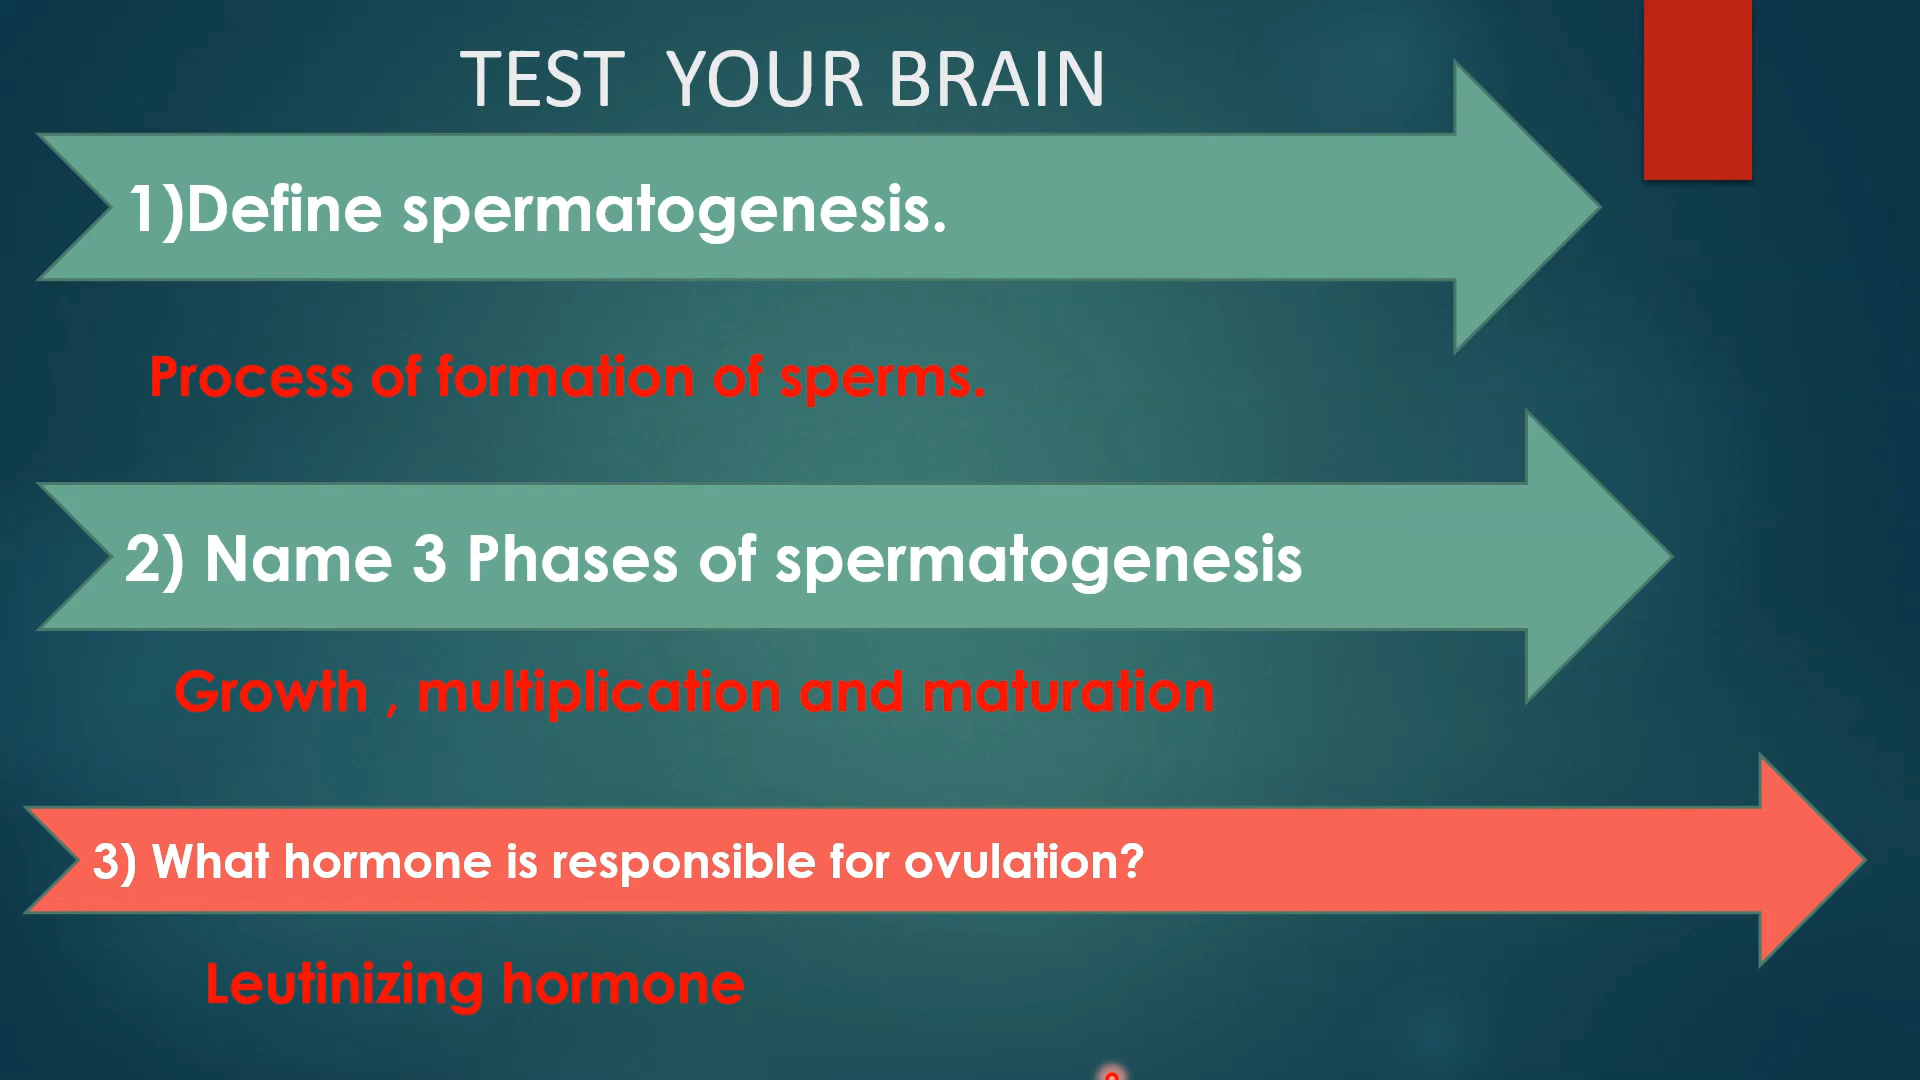 TEST YOUR BRAIN
1)Define spermatogenesis.
Process of formation of sperms.
2) Name 3 Phases of spermatogenesis
Growth , multiplication and maturation
3) What hormone is responsible for ovulation?
Leutinizing hormone